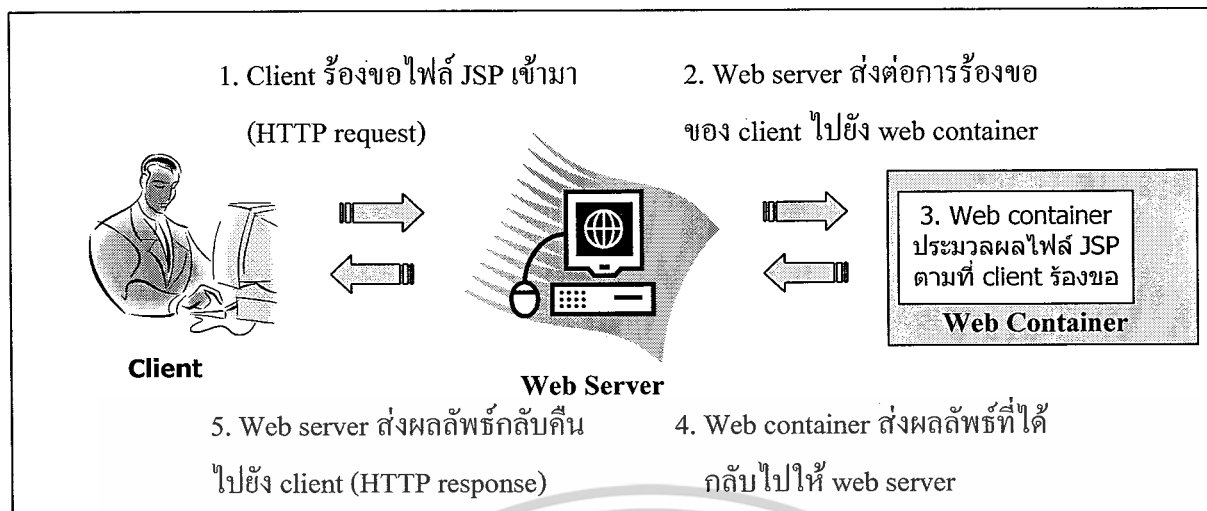 1. Client ร้องขอไฟล์ JSP เข้ามา
(HTTP request)
2. Web server ส่งต่อการร้องขอ
ของ client ไปยัง web container
3. Web container
ประมวลผลไฟล์ JSP
ตามที่ client ร้องขอ
Web Container
Client
Web Server
5. Web server ส่งผลลัพธ์กลับคืน
ไปยัง client (HTTP response)
4. Web container ส่งผลลัพธ์ที่ได้
กลับไปให้ web server